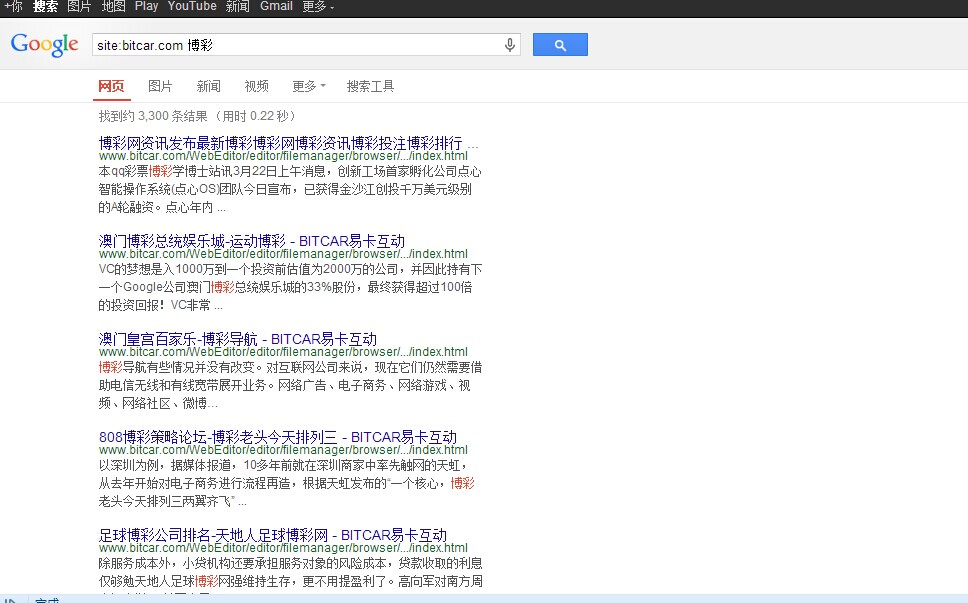 +你 搜索 图片 地图 Play YouTube 新闻 Gmail 更多
Google site:bitcar.com 博彩
网页 图片 新闻 视频 更多 搜索工具
找到约 3,300 条结果 （用时 0.22 秒）
博彩网资讯发布最新博彩博彩网博彩资讯博彩投注博彩排行 ...
www.bitcar.com/WebEditor/editor/filemanager/browser/.../index.html
本qq彩票博彩学博士站讯3月22日上午消息，创新工场首家孵化公司点心
智能操作系统(点心OS)团队今日宣布，已获得金沙江创投千万美元级别
的A轮融资。点心年内 ...
澳门博彩总统娱乐城-运动博彩 - BITCAR易卡互动
www.bitcar.com/WebEditor/editor/filemanager/browser/.../index.html
VC的梦想是入1000万到一个投资前估值为2000万的公司，并因此持有下
一个Google公司澳门博彩总统娱乐城的33%股份，最终获得超过100倍
的投资回报！VC非常 ...
澳门皇宫百家乐-博彩导航 - BITCAR易卡互动
www.bitcar.com/WebEditor/editor/filemanager/browser/.../index.html
博彩导航有些情况并没有改变。对互联网公司来说，现在它们仍然需要借
助电信无线和有线宽带展开业务。网络广告、电子商务、网络游戏、视
频、网络社区、微博...
808博彩策略论坛-博彩老头今天排列三 - BITCAR易卡互动
www.bitcar.com/WebEditor/editor/filemanager/browser/.../index.html
以深圳为例，据媒体报道，10多年前就在深圳商家中率先触网的天虹，
从去年开始对电子商务进行流程再造，根据天虹发布的“一个核心，博彩
老头今天排列三两翼齐飞” ...
足球博彩公司排名-天地人足球博彩网 - BITCAR易卡互动
www.bitcar.com/WebEditor/editor/filemanager/browser/.../index.html
除服务成本外，小贷机构还要承担服务对象的风险成本，贷款收取的利息
仅够勉天地人足球博彩网强维持生存，更不用提盈利了。高向军对南方周
完成